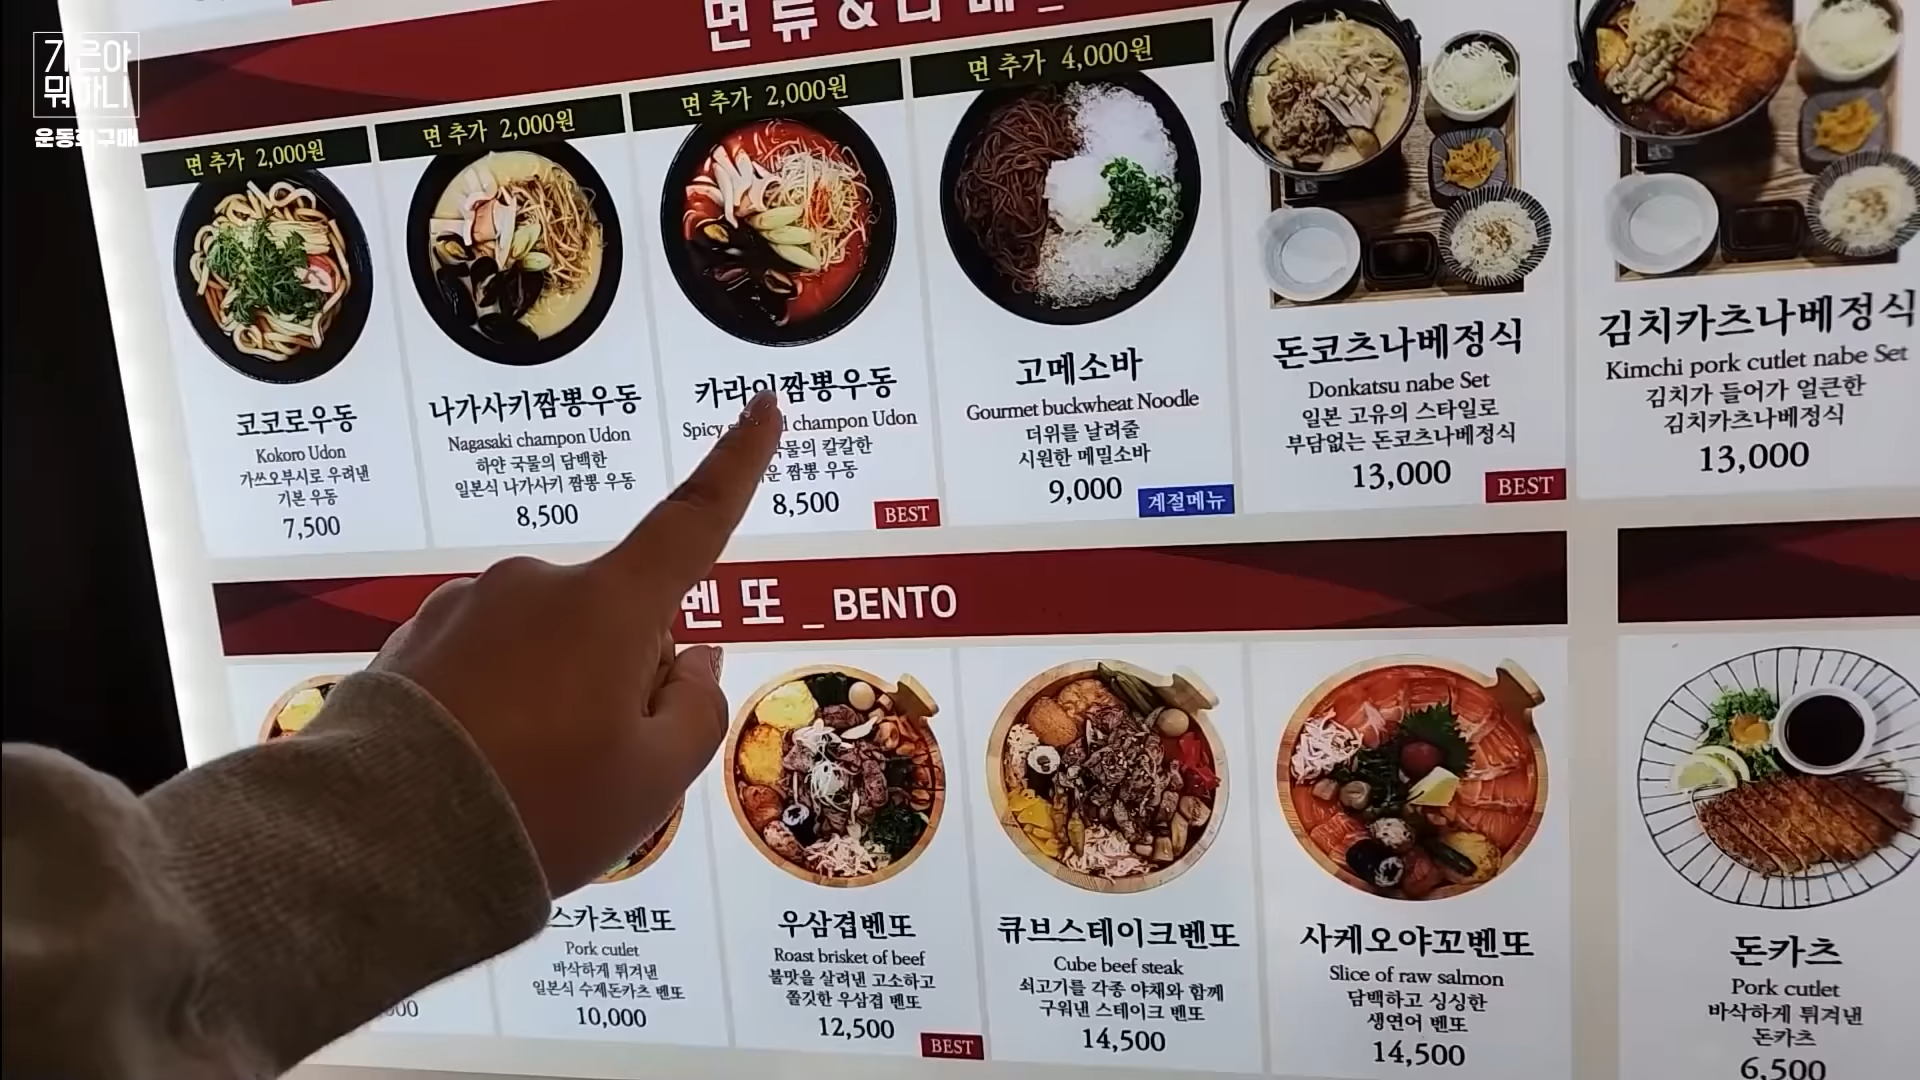 가은아
뭐하니
운동회구매
면 추가 2,000원
면 추가 2,000원
면 추가 2,000원
면 추가 4,000원
코코로우동
Kokoro Udon
가쓰오부시로 우려낸
기본 우동
7,500
나가사키짬뽕우동
Nagasaki champon Udon
하얀 국물의 담백한
일본식 나가사키 짬뽕 우동
8,500
카라이짬뽕우동
Spicy champon Udon
국물의 칼칼한
짬뽕 우동
8,500
BEST
고메소바
Gourmet buckwheat Noodle
더위를 날려줄
시원한 메밀소바
9,000
계절메뉴
돈코츠나베정식
Donkatsu nabe Set
일본 고유의 스타일로
부담없는 돈코츠나베정식
13,000
BEST
김치카츠나베정식
Kimchi pork cutlet nabe Set
김치가 들어가 얼큰한
김치카츠나베정식
13,000
벤 또 _ BENTO
스카츠벤또
Pork cutlet
바삭하게 튀겨낸
일본식 수제돈카츠 벤또
10,000
우삼겹벤또
Roast brisket of beef
불맛을 살려낸 고소하고
쫄깃한 우삼겹 벤또
12,500
BEST
큐브스테이크벤또
Cube beef steak
쇠고기를 각종 야채와 함께
구워낸 스테이크 벤또
14,500
사케오야꼬벤또
Slice of raw salmon
담백하고 싱싱한
생연어 벤또
14,500
돈카츠
Pork cutlet
바삭하게 튀겨낸
돈카츠
6,500